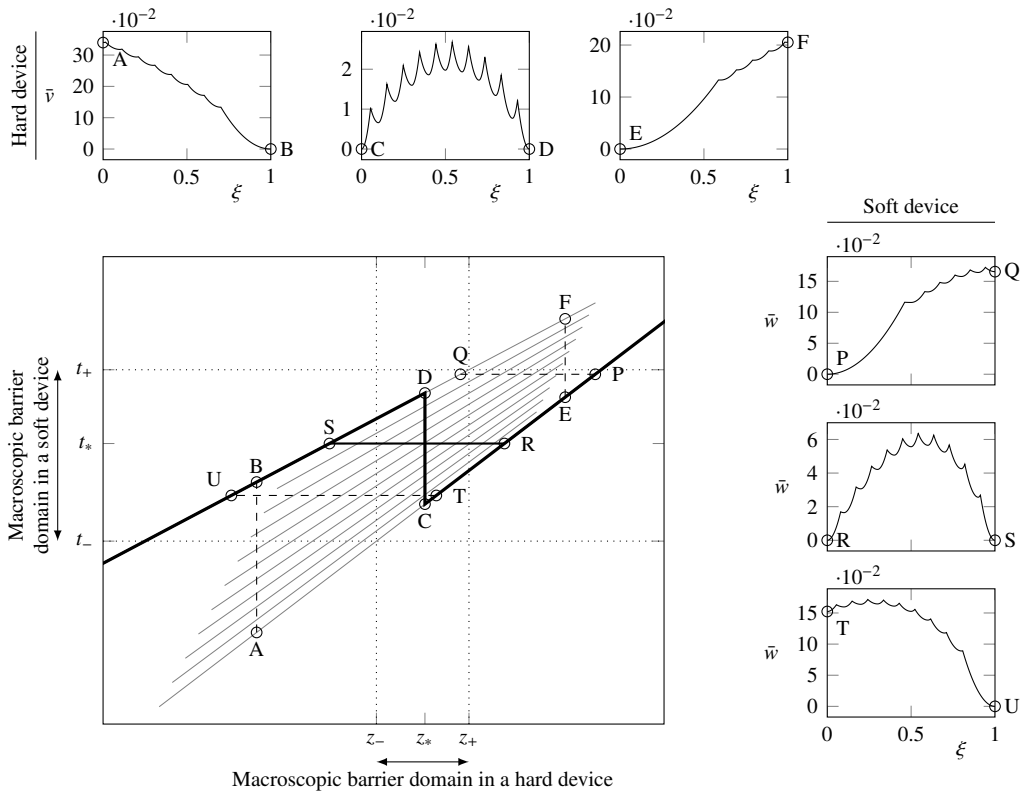 Hard device
·10⁻²
30
20
10
0
v̄
A
B
0
0.5
1
ξ
·10⁻²
2
1
0
C
D
0
0.5
1
ξ
·10⁻²
20
10
0
E
F
0
0.5
1
ξ
Soft device
·10⁻²
15
10
5
0
w̄
P
Q
·10⁻²
6
4
2
0
w̄
R
S
·10⁻²
15
10
5
0
w̄
T
U
0
0.5
1
ξ
Macroscopic barrier
domain in a soft device
t₊
t*
t₋
F
Q
D
P
E
S
R
U
B
T
C
A
z₋
z*
z₊
Macroscopic barrier domain in a hard device